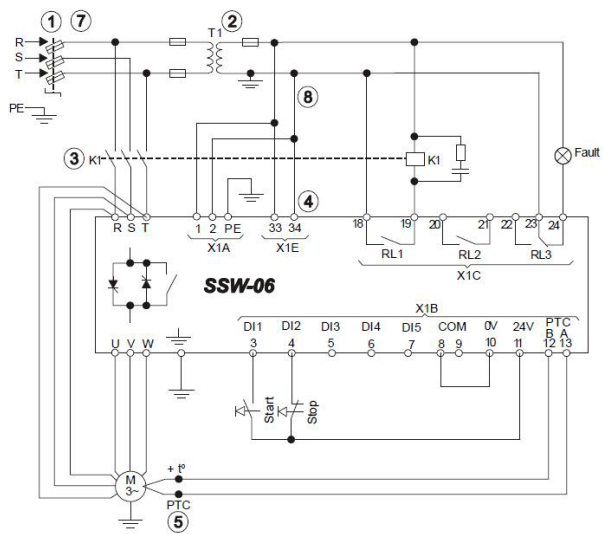 1 7 2
T1
R
S
T
8
PE
3 K1 K1 Fault
4
R S T 1 2 PE 33 34 18 19 20 21 22 23 24
X1A X1E RL1 RL2 RL3
X1C
SSW-06
X1B
DI1 DI2 DI3 DI4 DI5 COM 0V 24V PTC
B A
U V W 3 4 5 6 7 8 9 10 11 12 13
Start Stop
M
3~
+ tº
PTC
5